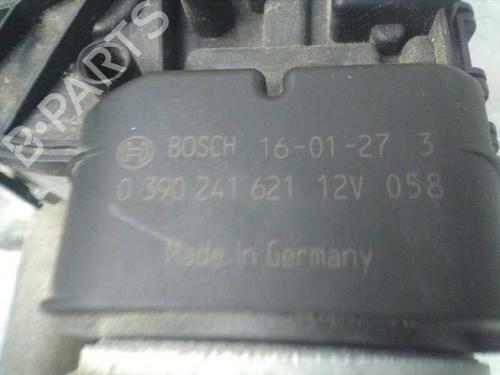 BOSCH 16-01-27 3
0 390 241 621 12V 058
Made in Germany
B-PARTS